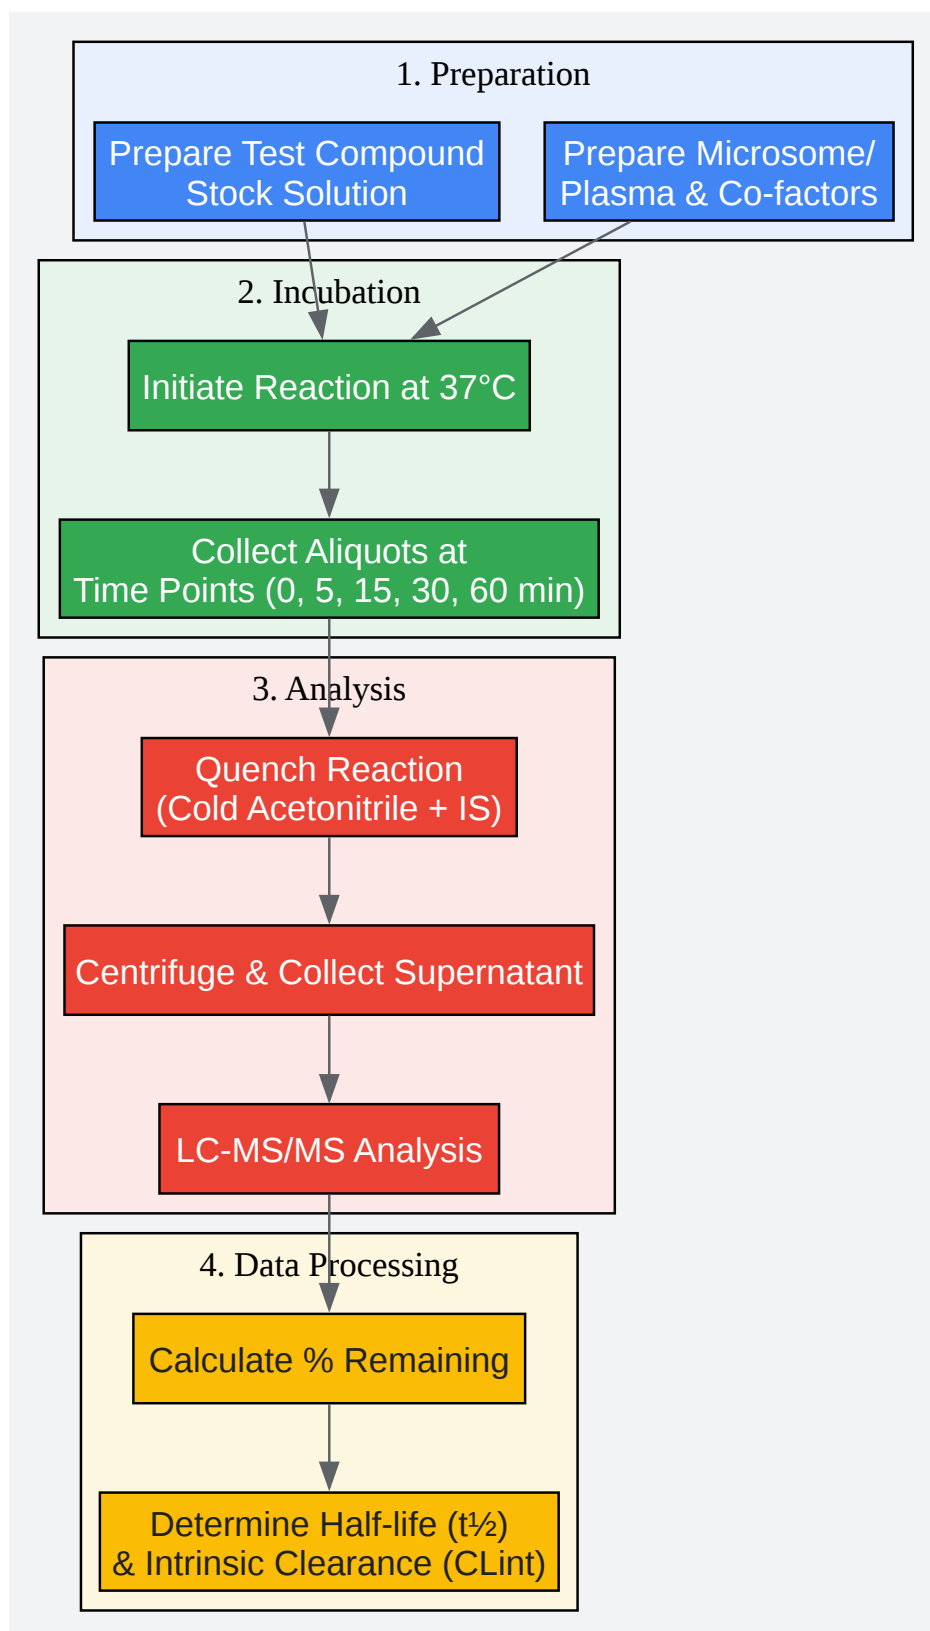 1. Preparation
Prepare Test Compound
Stock Solution
Prepare Microsome/
Plasma & Co-factors
2. Incubation
Initiate Reaction at 37°C
Collect Aliquots at
Time Points (0, 5, 15, 30, 60 min)
3. Analysis
Quench Reaction
(Cold Acetonitrile + IS)
Centrifuge & Collect Supernatant
LC-MS/MS Analysis
4. Data Processing
Calculate % Remaining
Determine Half-life (t½)
& Intrinsic Clearance (CLint)